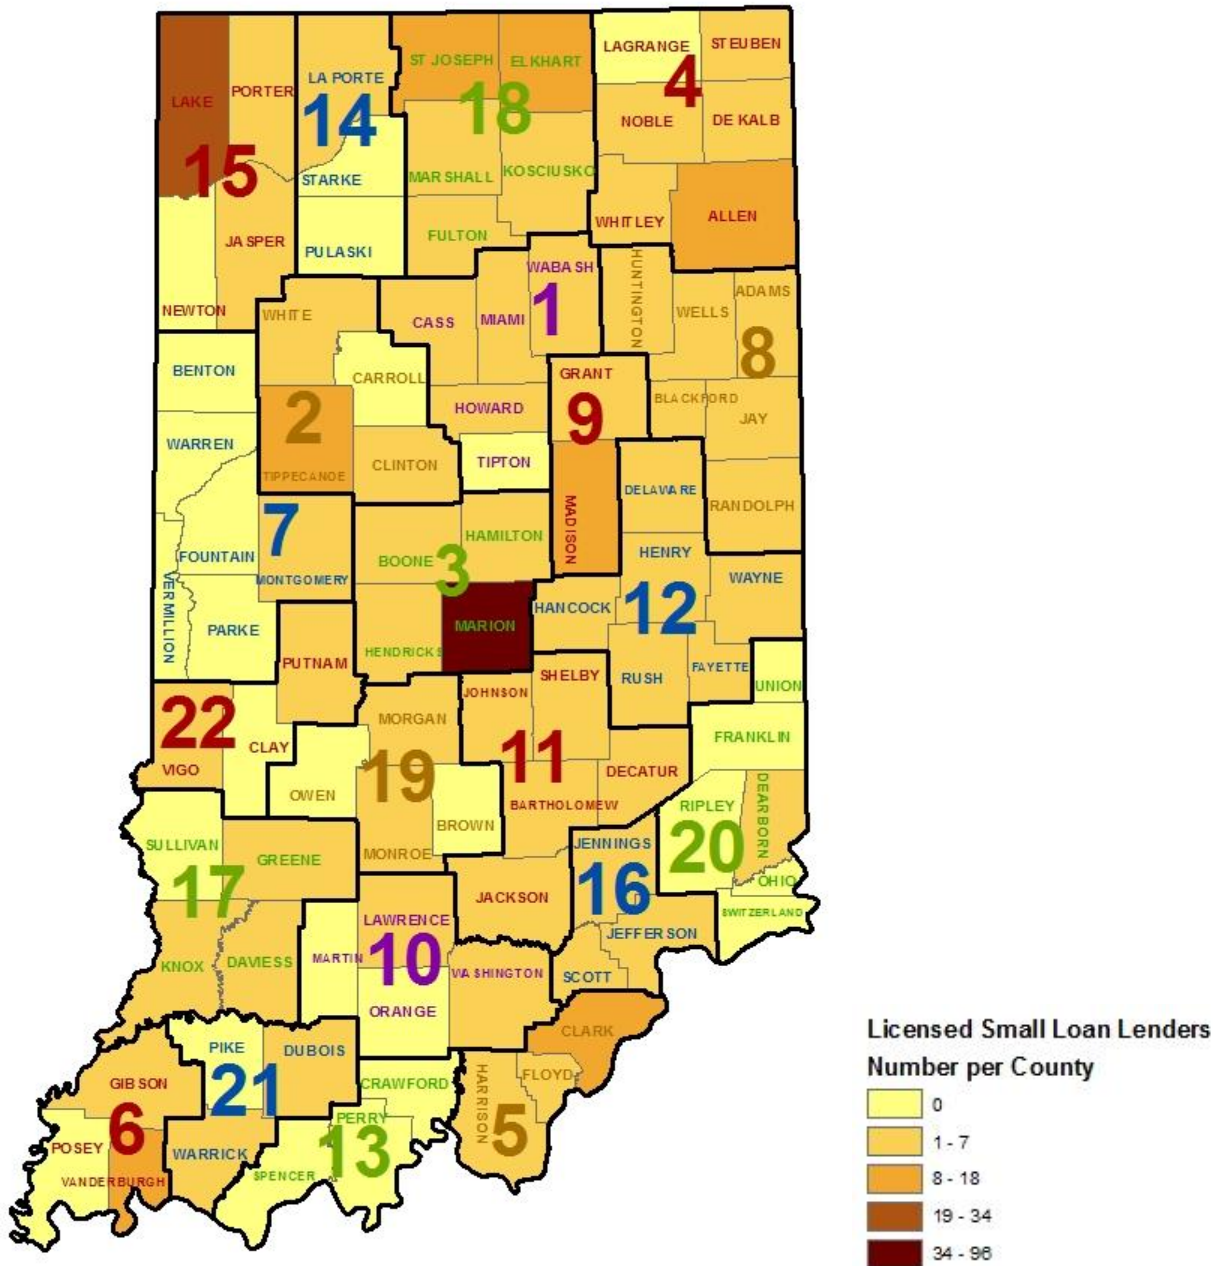 LAGRANGE
STEUBEN
4
ST JOSEPH
ELKHART
18
LA PORTE
14
LAKE
PORTER
15
NOBLE
DE KALB
STARKE
MARSHALL
KOSCIUSKO
WHITLEY
ALLEN
JASPER
FULTON
PULASKI
NEWTON
WABASH
1
HUNTINGTON
ADAMS
WELLS
8
WHITE
CASS
MIAMI
BENTON
CARROLL
GRANT
9
BLACKFORD
JAY
HOWARD
2
WARREN
TIPPECANOE
CLINTON
TIPTON
DELAWARE
RANDOLPH
MADISON
7
FOUNTAIN
MONTGOMERY
BOONE
3
HAMILTON
HENRY
WAYNE
12
HANCOCK
VERMILLION
PARKE
MARION
HENDRICKS
PUTNAM
SHELBY
RUSH
FAYETTE
UNION
JOHNSON
22
VIGO
CLAY
MORGAN
19
11
FRANKLIN
DECATUR
OWEN
BARTHOLOMEW
BROWN
RIPLEY
20
DEARBORN
SULLIVAN
GREENE
17
MONROE
JENNINGS
16
OHIO
SWITZERLAND
JACKSON
LAWRENCE
10
JEFFERSON
KNOX
DAVIESS
MARTIN
WASHINGTON
SCOTT
ORANGE
CLARK
PIKE
DUBOIS
21
FLOYD
HARRISON
5
GIBSON
CRAWFORD
6
POSEY
PERRY
13
WARRICK
SPENCER
VANDERBURGH
Licensed Small Loan Lenders
Number per County
0
1 - 7
8 - 18
19 - 34
34 - 96